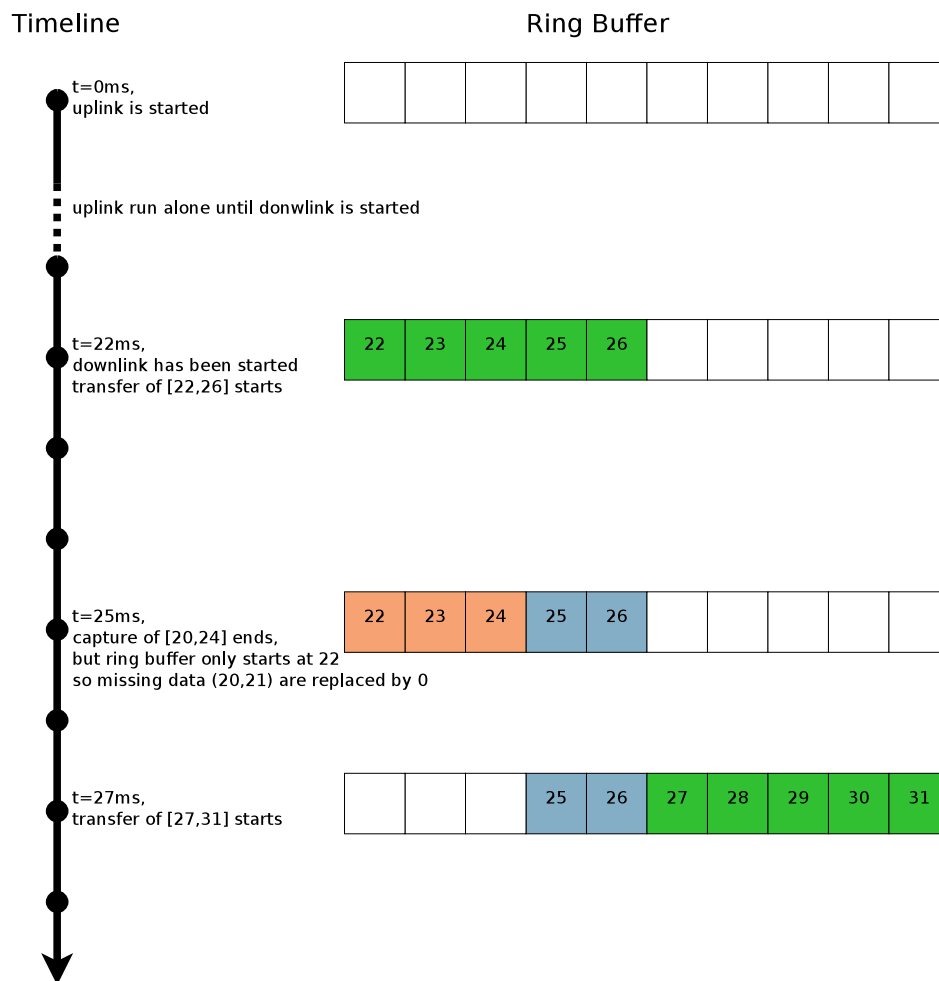 Timeline
Ring Buffer
t=0ms,
uplink is started
uplink run alone until donwlink is started
t=22ms,
downlink has been started
transfer of [22,26] starts
22 23 24 25 26
t=25ms,
capture of [20,24] ends,
but ring buffer only starts at 22
so missing data (20,21) are replaced by 0
22 23 24 25 26
t=27ms,
transfer of [27,31] starts
25 26 27 28 29 30 31